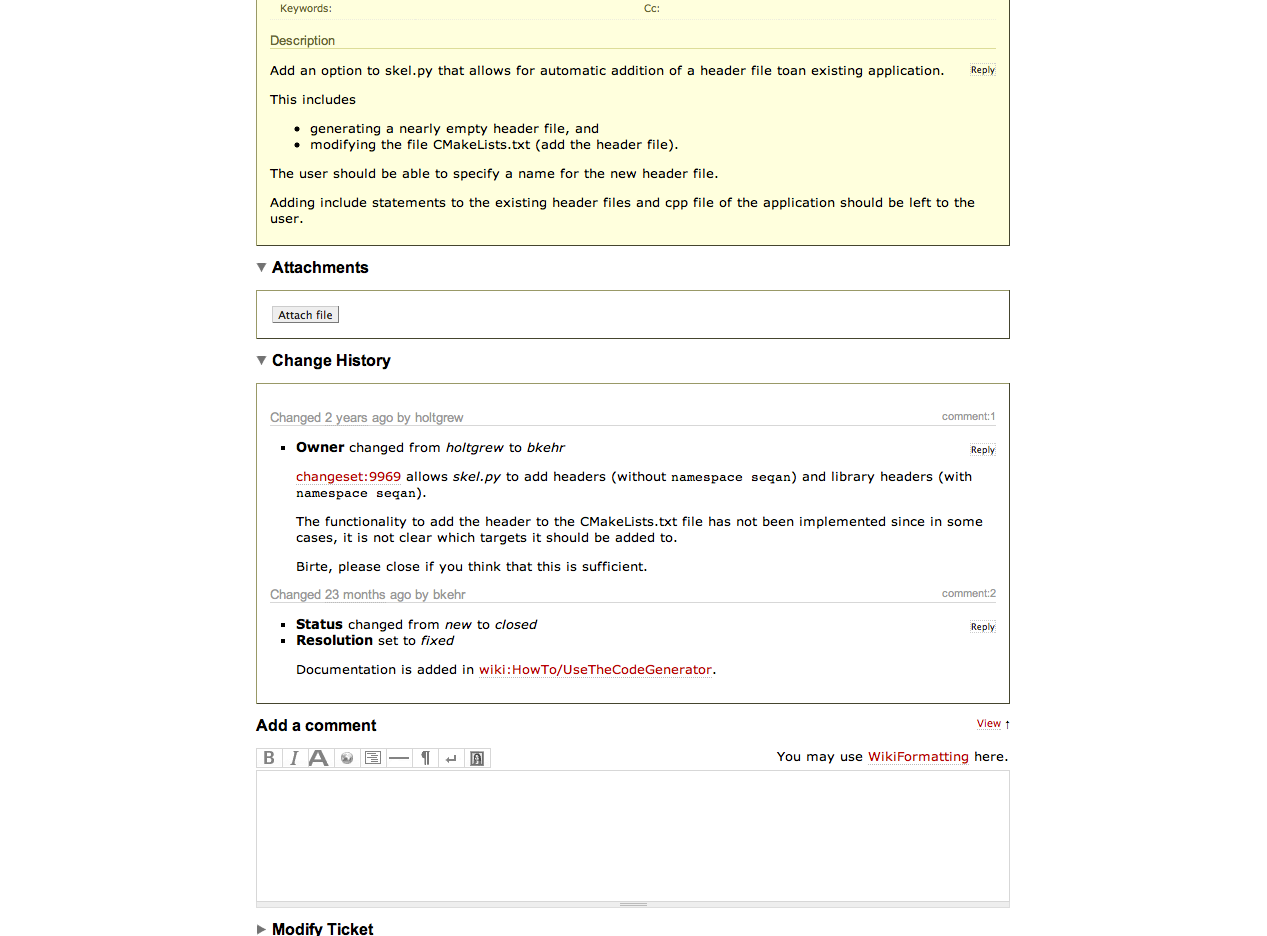 Keywords: Cc:
Description
Add an option to skel.py that allows for automatic addition of a header file toan existing application. Reply
This includes
• generating a nearly empty header file, and
• modifying the file CMakeLists.txt (add the header file).
The user should be able to specify a name for the new header file.
Adding include statements to the existing header files and cpp file of the application should be left to the
user.
Attachments
Attach file
Change History
Changed 2 years ago by holtgrew comment:1
Owner changed from holtgrew to bkehr Reply
changeset:9969 allows skel.py to add headers (without namespace seqan) and library headers (with
namespace seqan).
The functionality to add the header to the CMakeLists.txt file has not been implemented since in some
cases, it is not clear which targets it should be added to.
Birte, please close if you think that this is sufficient.
Changed 23 months ago by bkehr comment:2
Status changed from new to closed Reply
Resolution set to fixed
Documentation is added in wiki:HowTo/UseTheCodeGenerator.
Add a comment View ↑
B I A ¶ ↵ You may use WikiFormatting here.
Modify Ticket